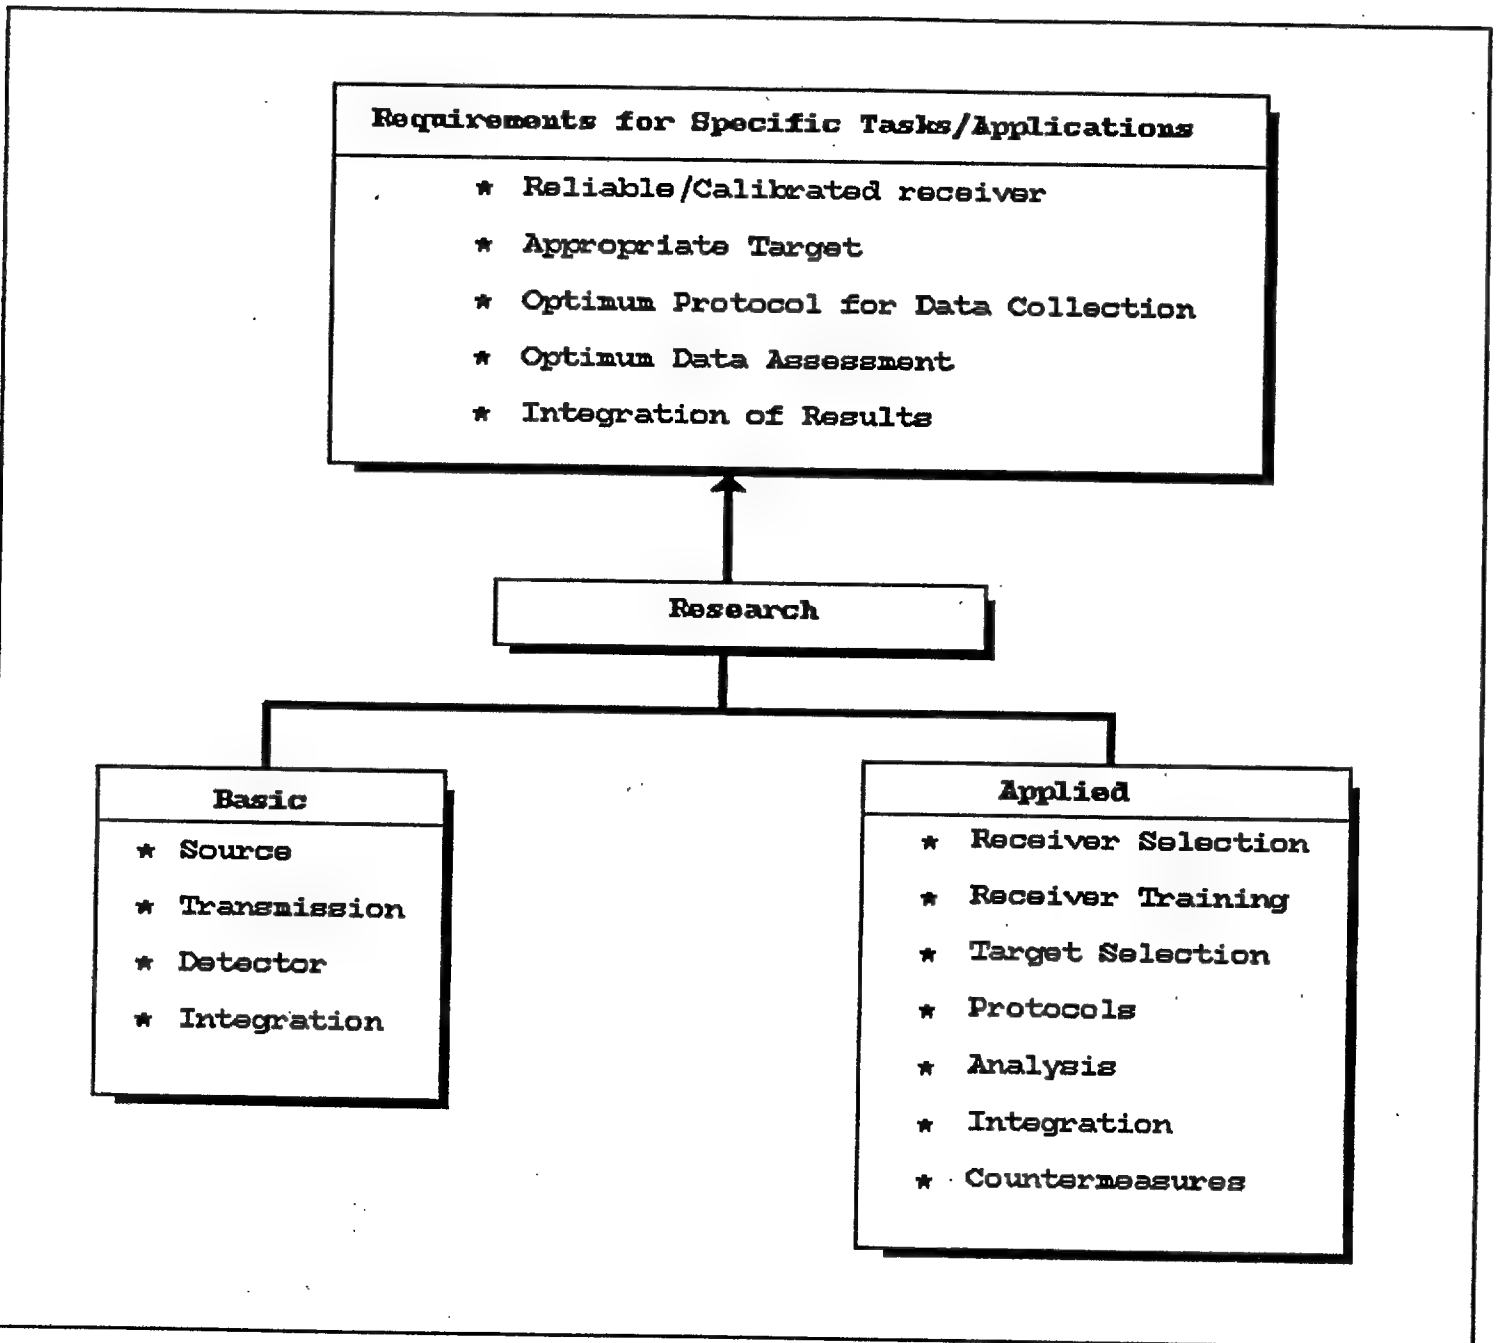 Requirements for Specific Tasks/Applications
* Reliable/Calibrated receiver
* Appropriate Target
* Optimum Protocol for Data Collection
* Optimum Data Assessment
* Integration of Results
Research
Basic
* Source
* Transmission
* Detector
* Integration
Applied
* Receiver Selection
* Receiver Training
* Target Selection
* Protocols
* Analysis
* Integration
* Countermeasures